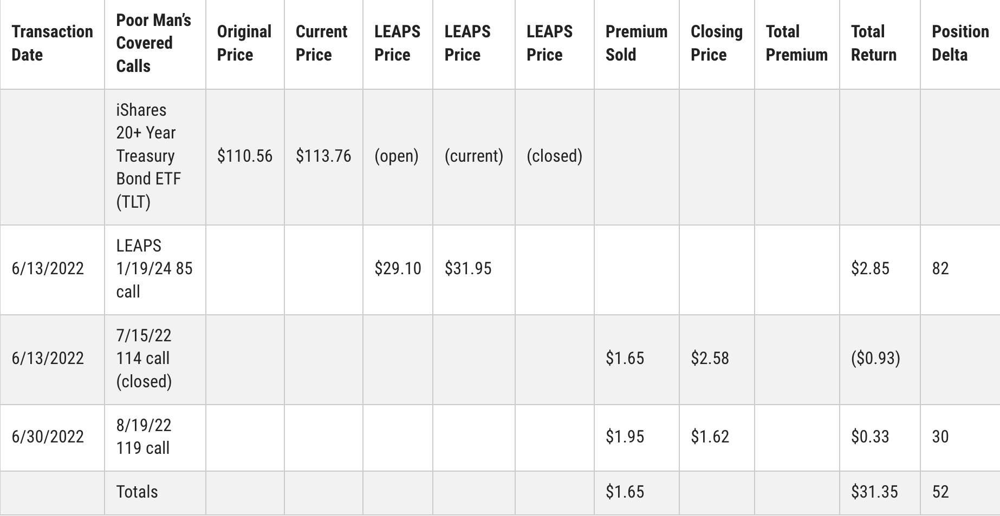 Transaction Date Poor Man’s Covered Calls Original Price Current Price LEAPS Price LEAPS Price LEAPS Price Premium Sold Closing Price Total Premium Total Return Position Delta
iShares 20+ Year Treasury Bond ETF (TLT) $110.56 $113.76 (open) (current) (closed)
6/13/2022 LEAPS 1/19/24 85 call $29.10 $31.95 $2.85 82
6/13/2022 7/15/22 114 call (closed) $1.65 $2.58 ($0.93)
6/30/2022 8/19/22 119 call $1.95 $1.62 $0.33 30
Totals $1.65 $31.35 52